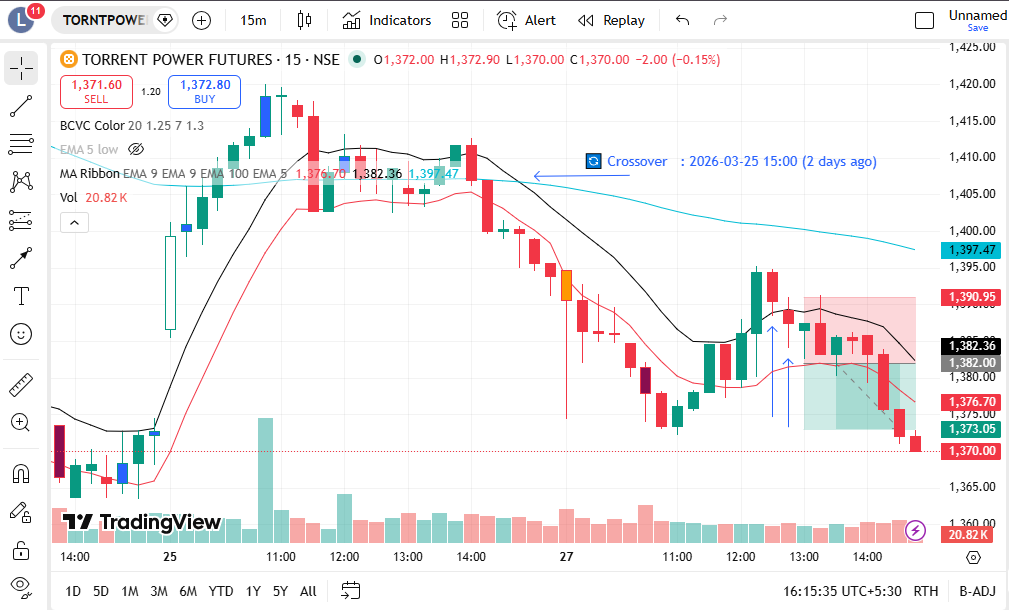 L 11 TORNTPOWE 15m Indicators Alert Replay Unnamed
Save
TORRENT POWER FUTURES · 15 · NSE O1,372.00 H1,372.90 L1,370.00 C1,370.00 −2.00 (−0.15%)
1,371.60
SELL
1.20
1,372.80
BUY
BCVC Color 20 1.25 7 1.3
EMA 5 low
MA Ribbon EMA 9 EMA 9 EMA 100 EMA 5 1,376.70 1,382.36 1,397.47
Vol 20.82 K
Crossover : 2026-03-25 15:00 (2 days ago)
1,425.00
1,420.00
1,415.00
1,410.00
1,405.00
1,400.00
1,397.47
1,395.00
1,390.95
1,382.36
1,382.00
1,380.00
1,376.70
1,375.00
1,373.05
1,370.00
1,365.00
1,360.00
20.82 K
TradingView
14:00 25 11:00 12:00 13:00 14:00 27 11:00 12:00 13:00 14:00
1D 5D 1M 3M 6M YTD 1Y 5Y All 16:15:35 UTC+5:30 RTH B-ADJ